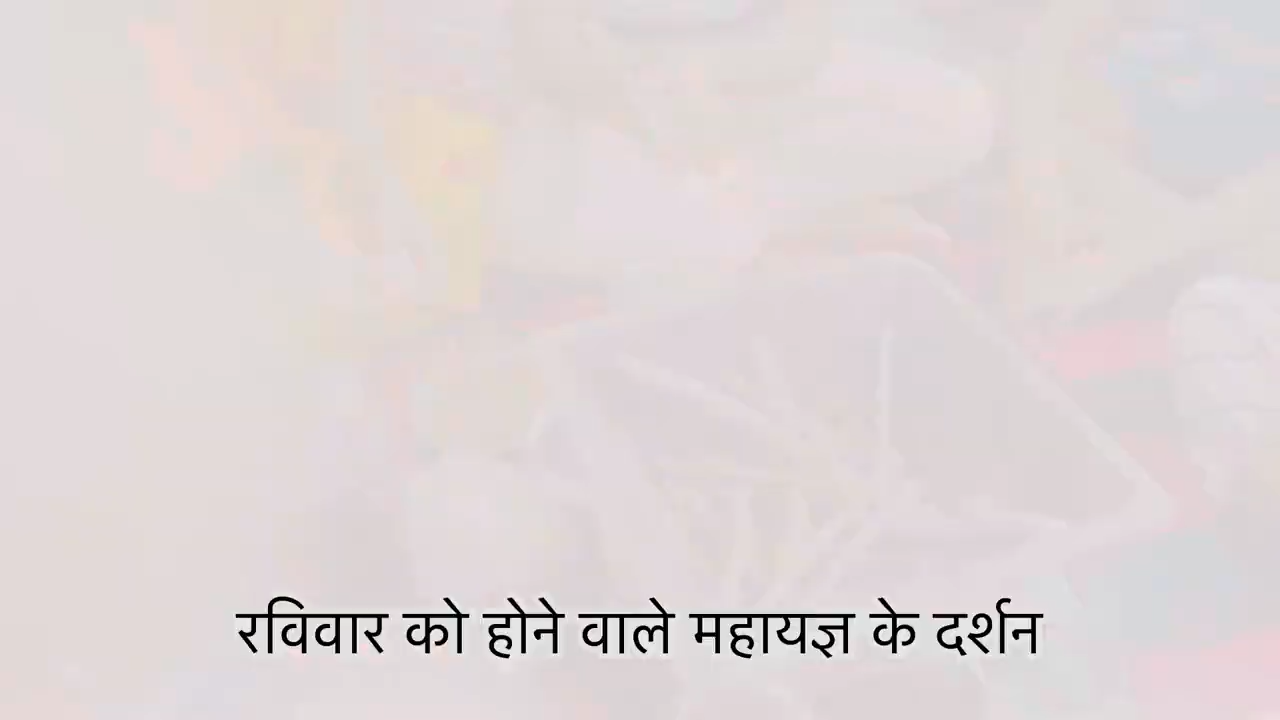 रविवार को होने वाले महायज्ञ के दर्शन